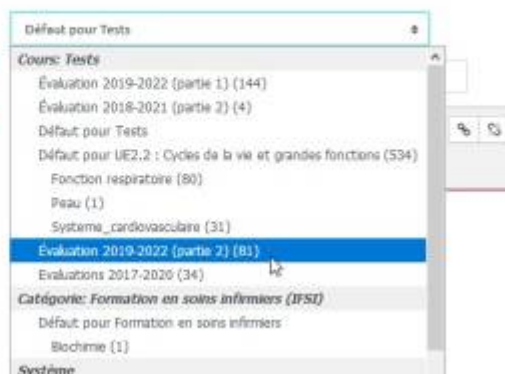 Défaut pour Tests
Cours: Tests
Évaluation 2019-2022 (partie 1) (144)
Évaluation 2018-2021 (partie 2) (4)
Défaut pour Tests
Défaut pour UE2.2 : Cycles de la vie et grandes fonctions (534)
Fonction respiratoire (80)
Peau (1)
Systeme_cardiovasculaire (31)
Évaluation 2019-2022 (partie 2) (81)
Evaluations 2017-2020 (34)
Catégorie: Formation en soins infirmiers (IFSI)
Défaut pour Formation en soins infirmiers
Biochimie (1)
Système